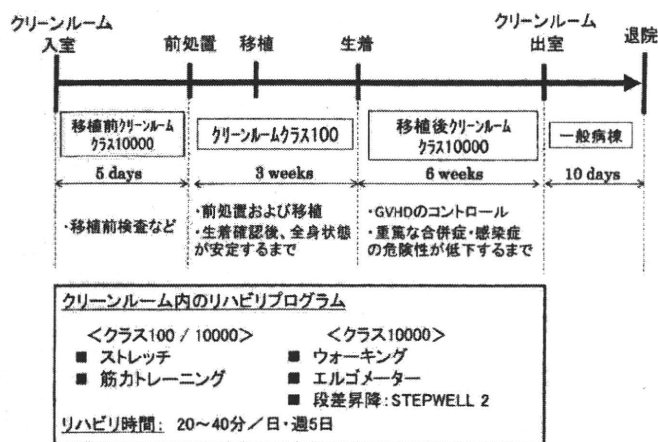 クリーンルーム
入室
前処置
移植
生着
クリーンルーム
出室
退院
移植前クリーンルーム
クラス10000
クリーンルームクラス100
移植後クリーンルーム
クラス10000
一般病棟
5 days
3 weeks
6 weeks
10 days
・移植前検査など
・前処置および移植
・生着確認後、全身状態
が安定するまで
・GVHDのコントロール
・重篤な合併症・感染症
の危険性が低下するまで
クリーンルーム内のリハビリプログラム
＜クラス100 / 10000＞
■ ストレッチ
■ 筋力トレーニング
＜クラス10000＞
■ ウォーキング
■ エルゴメーター
■ 段差昇降：STEPWELL 2
リハビリ時間： 20～40分／日・週5日